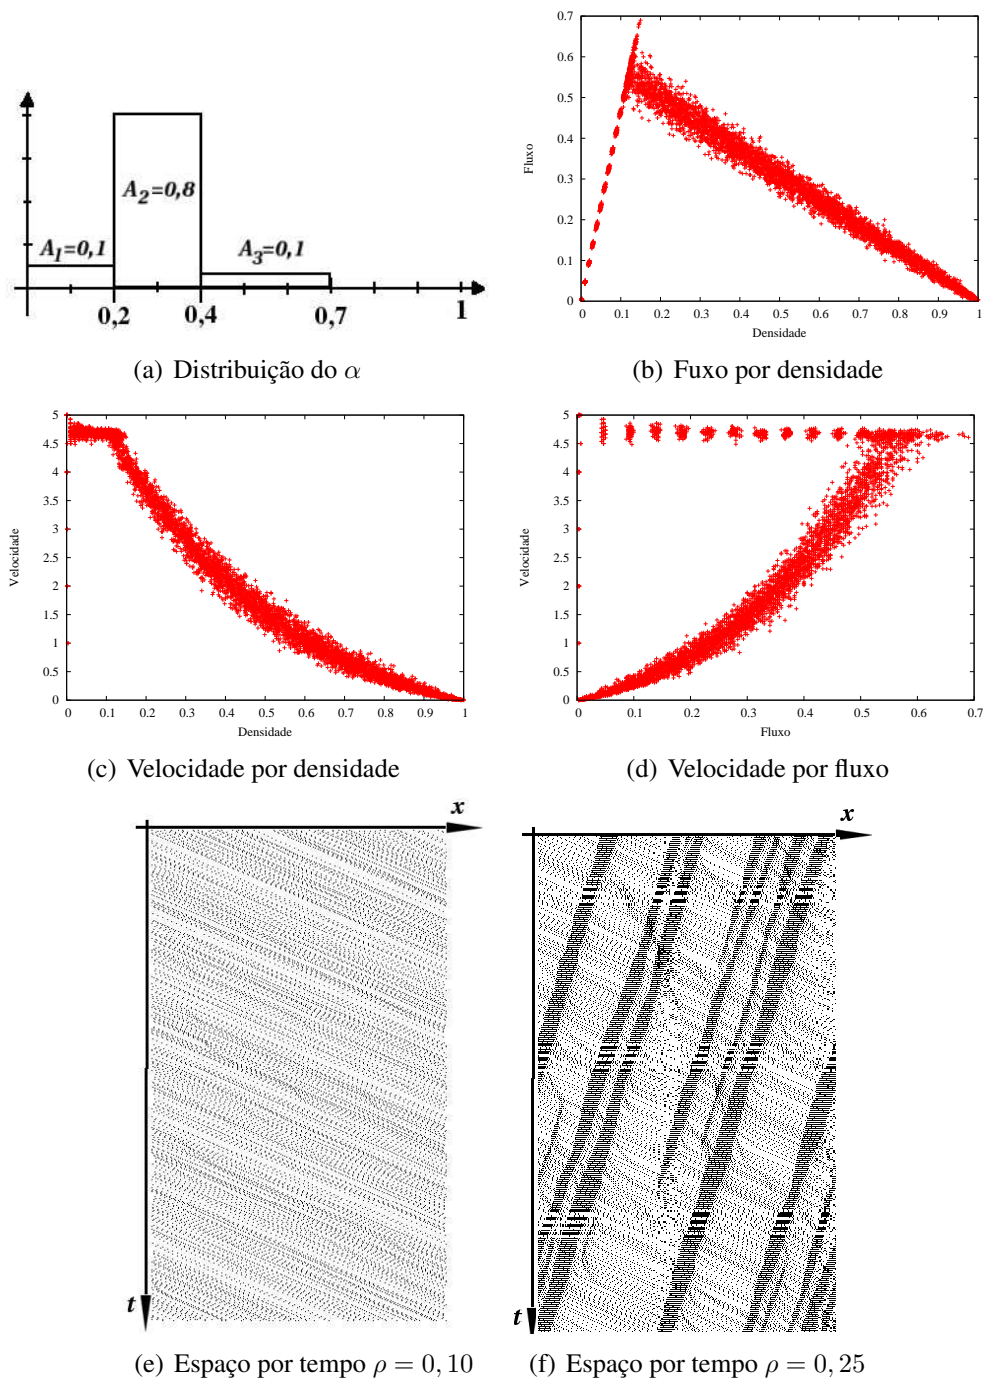 A1=0,1
A2=0,8
A3=0,1
0,2 0,4 0,7 1
(a) Distribuição do α
0.7
0.6
0.5
0.4
0.3
0.2
0.1
0
Fluxo
0 0.1 0.2 0.3 0.4 0.5 0.6 0.7 0.8 0.9 1
Densidade
(b) Fuxo por densidade
5
4.5
4
3.5
3
2.5
2
1.5
1
0.5
0
Velocidade
0 0.1 0.2 0.3 0.4 0.5 0.6 0.7 0.8 0.9 1
Densidade
(c) Velocidade por densidade
5
4.5
4
3.5
3
2.5
2
1.5
1
0.5
0
Velocidade
0 0.1 0.2 0.3 0.4 0.5 0.6 0.7
Fluxo
(d) Velocidade por fluxo
x
t
(e) Espaço por tempo ρ = 0, 10
x
t
(f) Espaço por tempo ρ = 0, 25